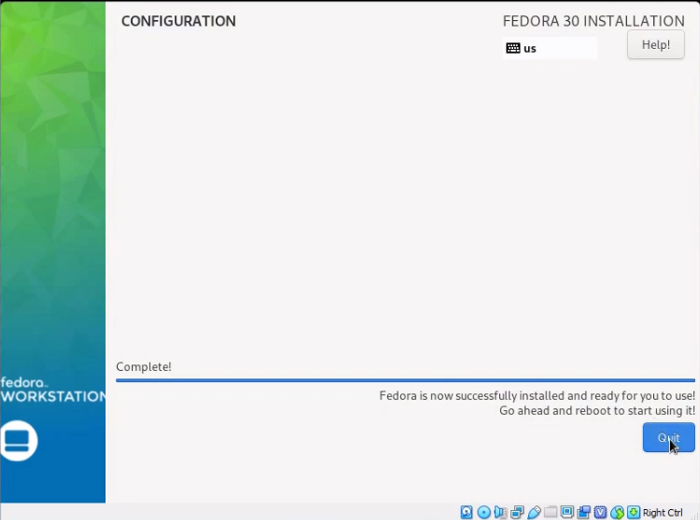 CONFIGURATION
FEDORA 30 INSTALLATION
us
Help!
Complete!
Fedora is now successfully installed and ready for you to use!
Go ahead and reboot to start using it!
fedora
WORKSTATION
Quit
Right Ctrl